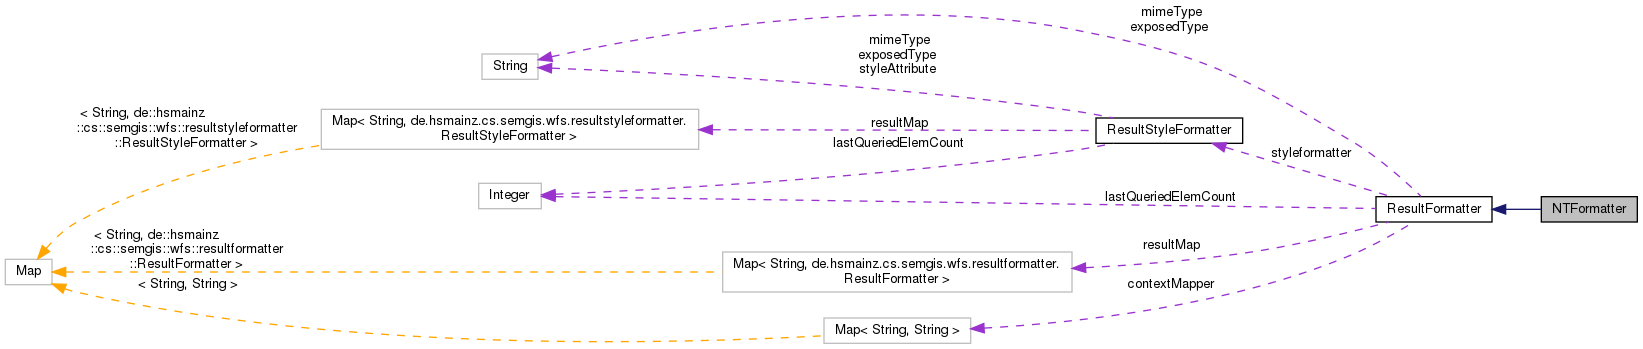 mimeType
exposedType
mimeType
exposedType
styleAttribute
String
< String, de::hsmainz
::cs::semgis::wfs::resultstyleformatter
::ResultStyleFormatter >
Map< String, de.hsmainz.cs.semgis.wfs.resultstyleformatter.
ResultStyleFormatter >
resultMap
lastQueriedElemCount
ResultStyleFormatter
styleformatter
Integer
lastQueriedElemCount
ResultFormatter
NTFormatter
< String, de::hsmainz
::cs::semgis::wfs::resultformatter
::ResultFormatter >
Map
< String, String >
Map< String, de.hsmainz.cs.semgis.wfs.resultformatter.
ResultFormatter >
resultMap
contextMapper
Map< String, String >